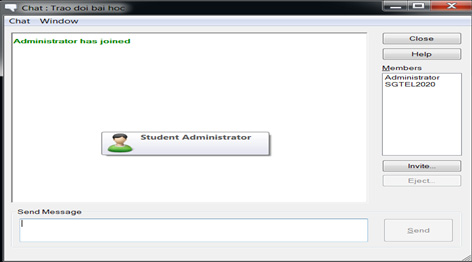 Chat : Trao doi bai hoc
Chat Window
Administrator has joined
Student Administrator
Close
Help
Members
Administrator
SGTEL2020
Invite...
Eject...
Send Message
Send